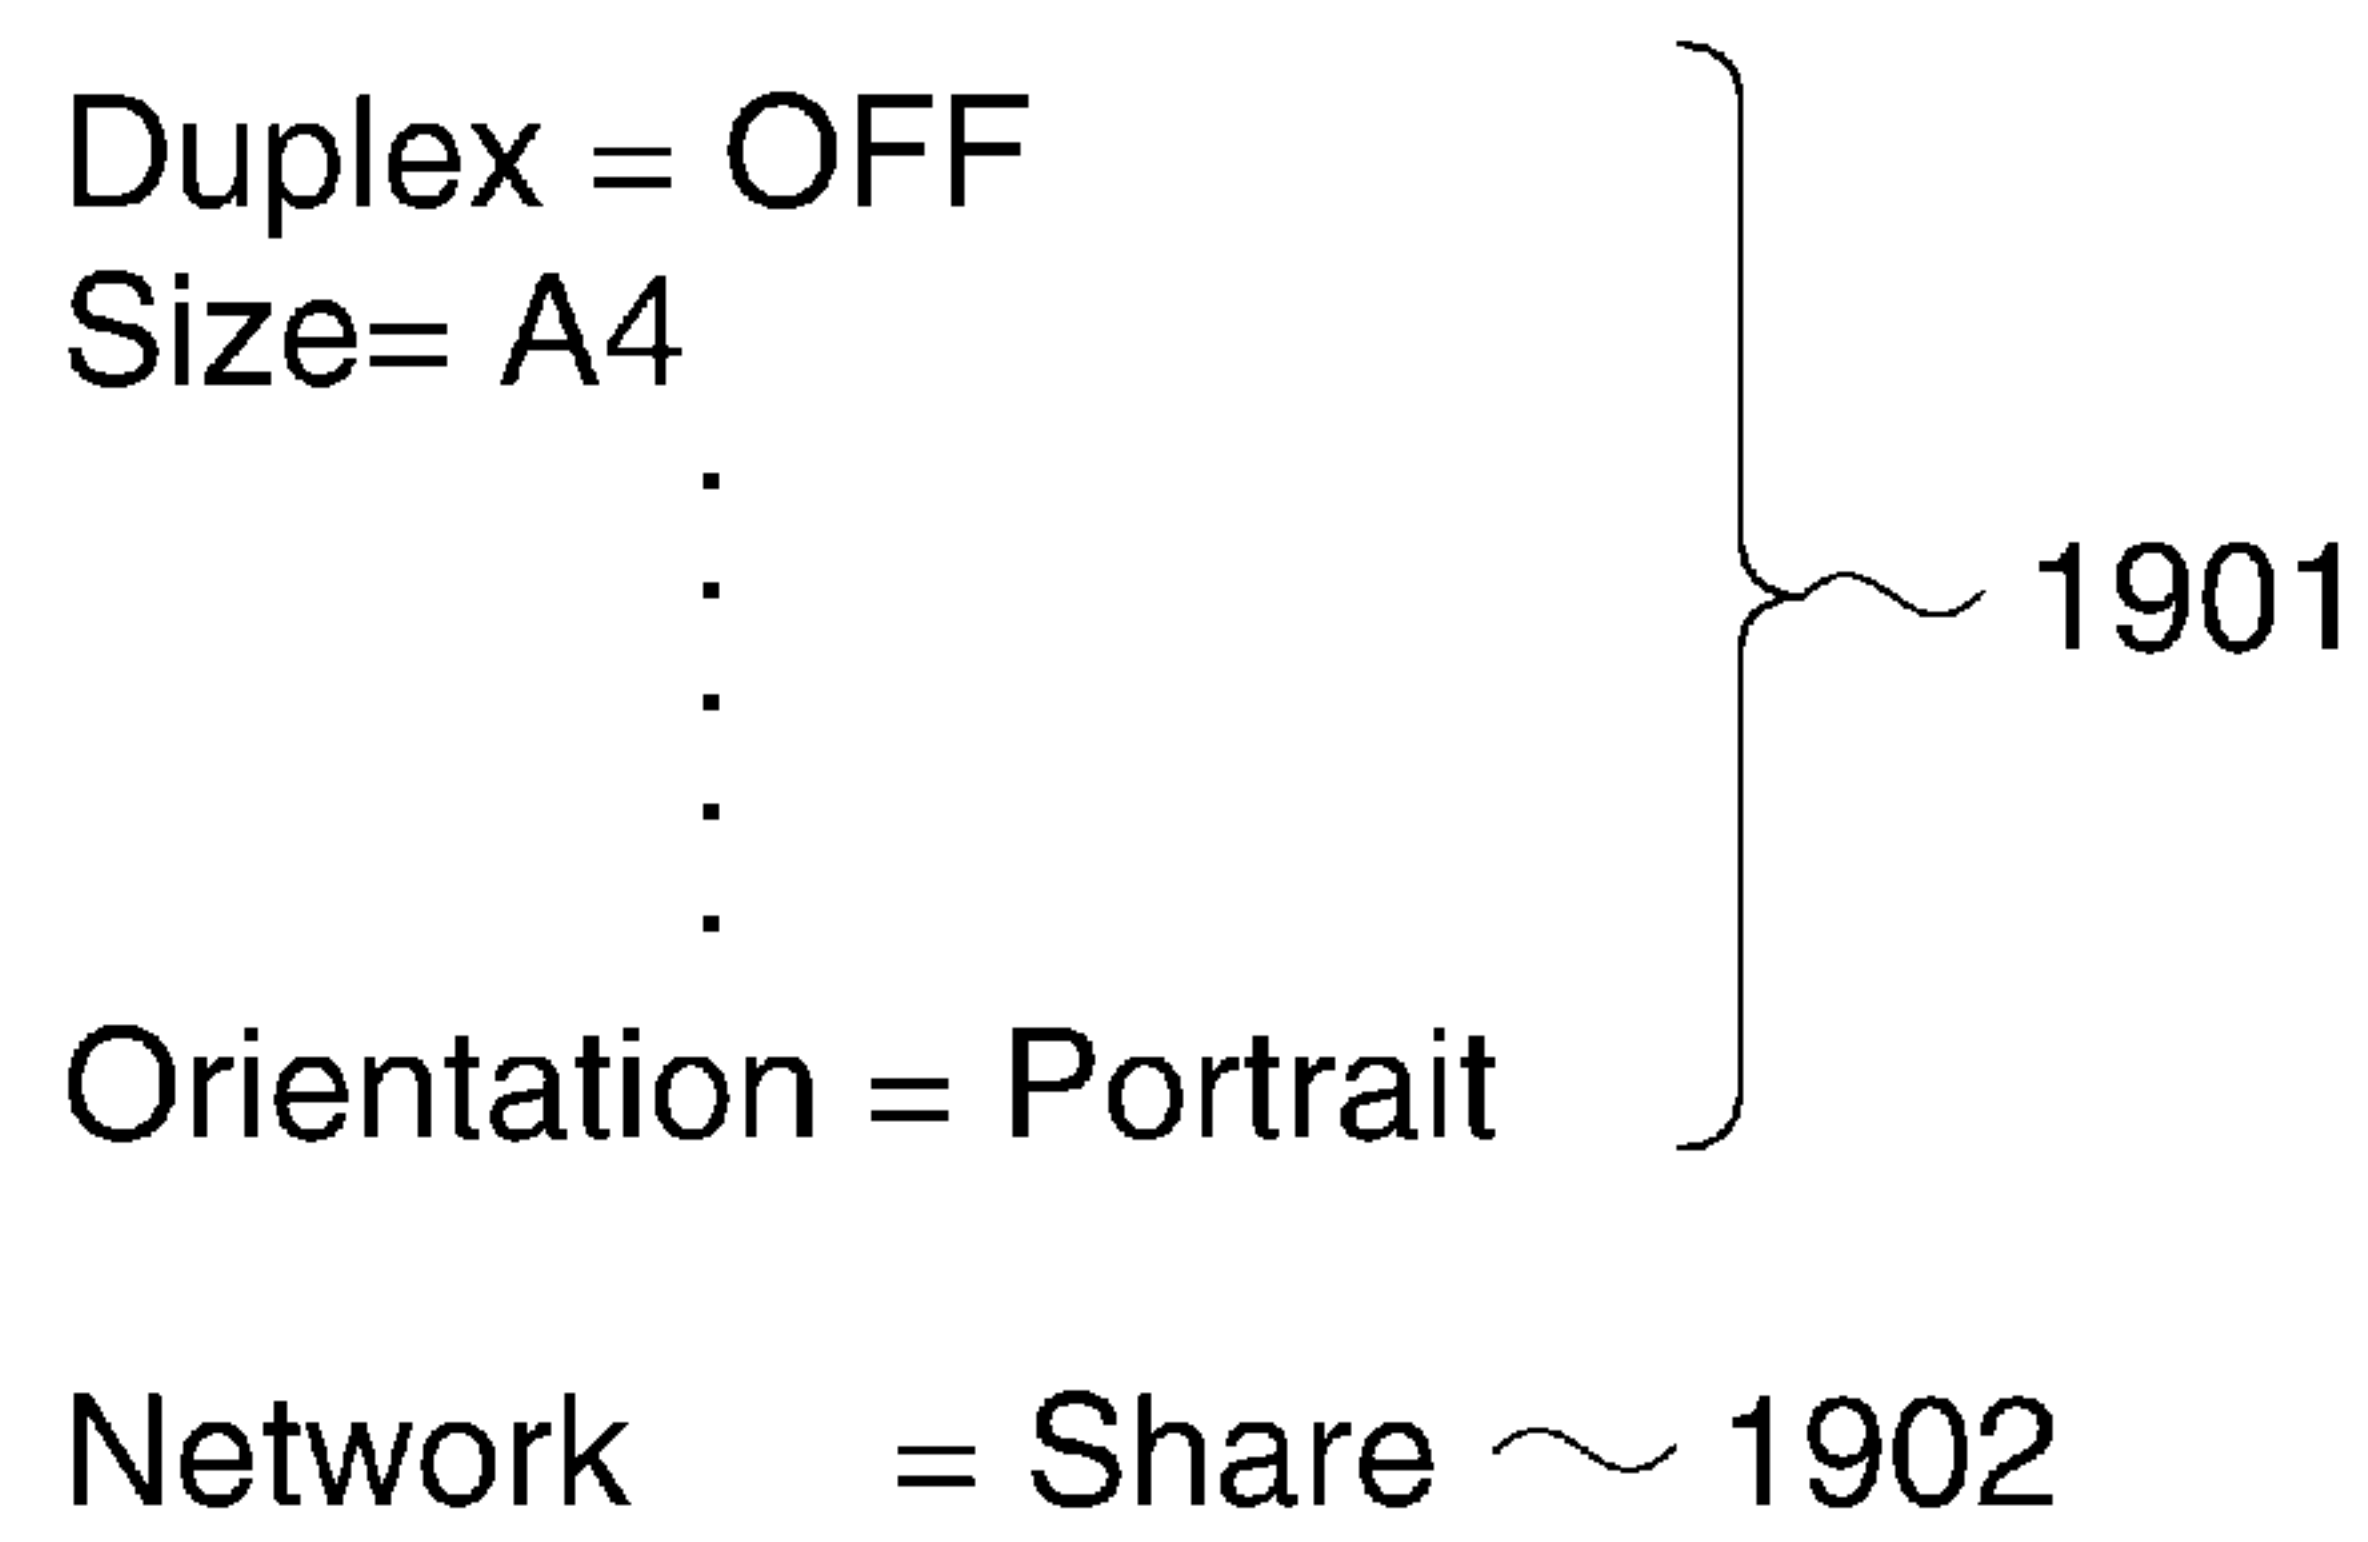 Duplex = OFF
Size= A4
.
.
.
.
.
1901
Orientation = Portrait
Network = Share 1902